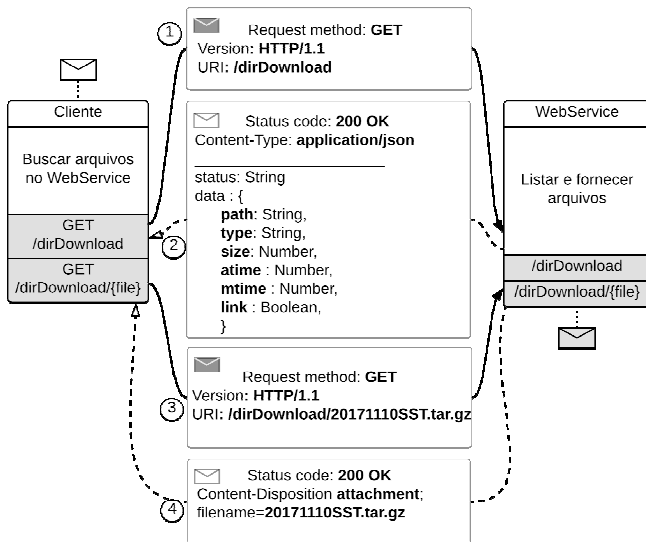 1
Request method: GET
Version: HTTP/1.1
URI: /dirDownload
Cliente
Buscar arquivos
no WebService
GET
/dirDownload
GET
/dirDownload/{file}
2
Status code: 200 OK
Content-Type: application/json
status: String
data : {
path: String,
type: String,
size: Number,
atime : Number,
mtime : Number,
link : Boolean,
}
WebService
Listar e fornecer
arquivos
/dirDownload
/dirDownload/{file}
3
Request method: GET
Version: HTTP/1.1
URI: /dirDownload/20171110SST.tar.gz
4
Status code: 200 OK
Content-Disposition attachment;
filename=20171110SST.tar.gz